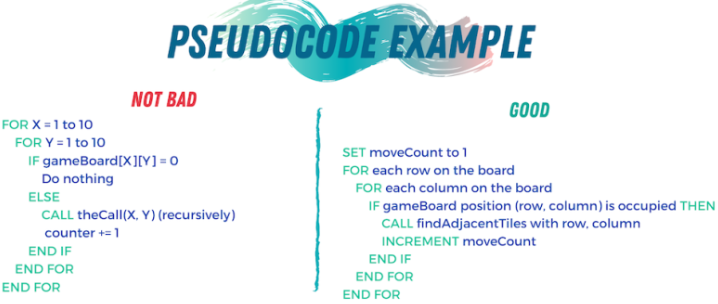 PSEUDOCODE EXAMPLE
NOT BAD
FOR X = 1 to 10
FOR Y = 1 to 10
IF gameBoard[X][Y] = 0
Do nothing
ELSE
CALL theCall(X, Y) (recursively)
counter += 1
END IF
END FOR
END FOR
GOOD
SET moveCount to 1
FOR each row on the board
FOR each column on the board
IF gameBoard position (row, column) is occupied THEN
CALL findAdjacentTiles with row, column
INCREMENT moveCount
END IF
END FOR
END FOR